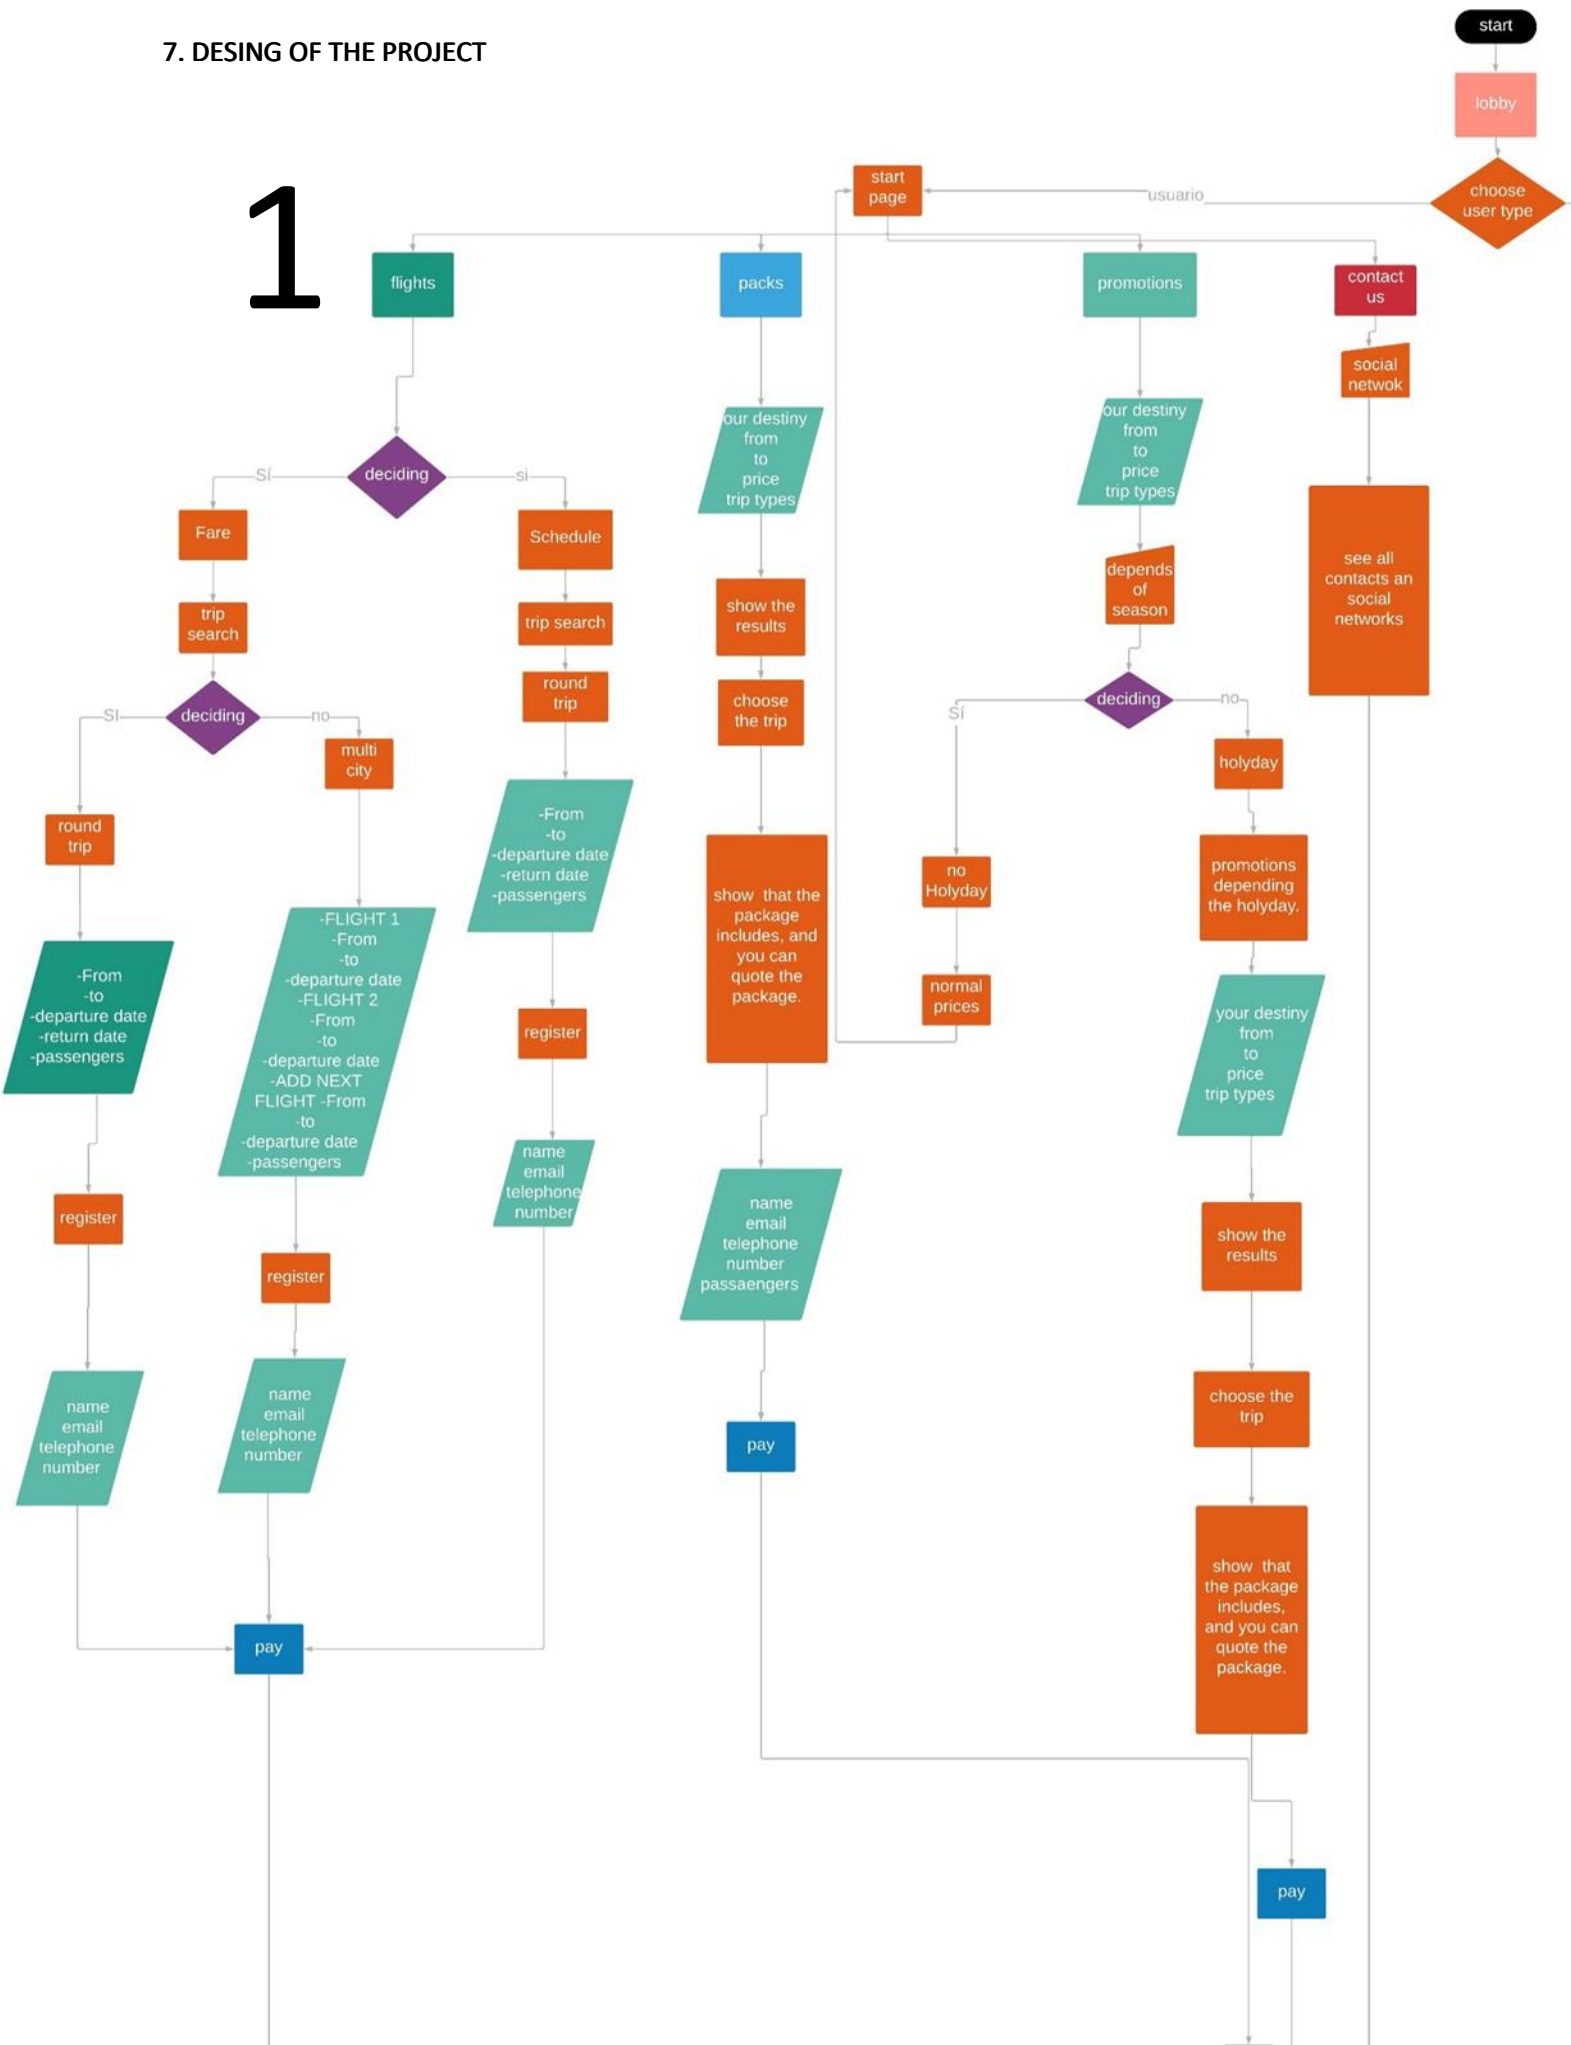 7. DESING OF THE PROJECT
1
start
lobby
choose
user type
usuario
start
page
flights
packs
promotions
contact
us
deciding
Sí
si
Fare
trip
search
deciding
SI
no
round
trip
-From
-to
-departure date
-return date
-passengers
register
name
email
telephone
number
multi
city
-FLIGHT 1
-From
-to
-departure date
-FLIGHT 2
-From
-to
-departure date
-ADD NEXT
FLIGHT -From
-to
-departure date
-passengers
register
name
email
telephone
number
Schedule
trip search
round
trip
-From
-to
-departure date
-return date
-passengers
register
name
email
telephone
number
pay
our destiny
from
to
price
trip types
show the
results
choose
the trip
show that the
package
includes, and
you can
quote the
package.
name
email
telephone
number
passaengers
pay
our destiny
from
to
price
trip types
depends
of
season
deciding
Sí
no
no
Holyday
normal
prices
holyday
promotions
depending
the holyday.
your destiny
from
to
price
trip types
show the
results
choose the
trip
show that
the package
includes,
and you can
quote the
package.
pay
social
netwok
see all
contacts an
social
networks